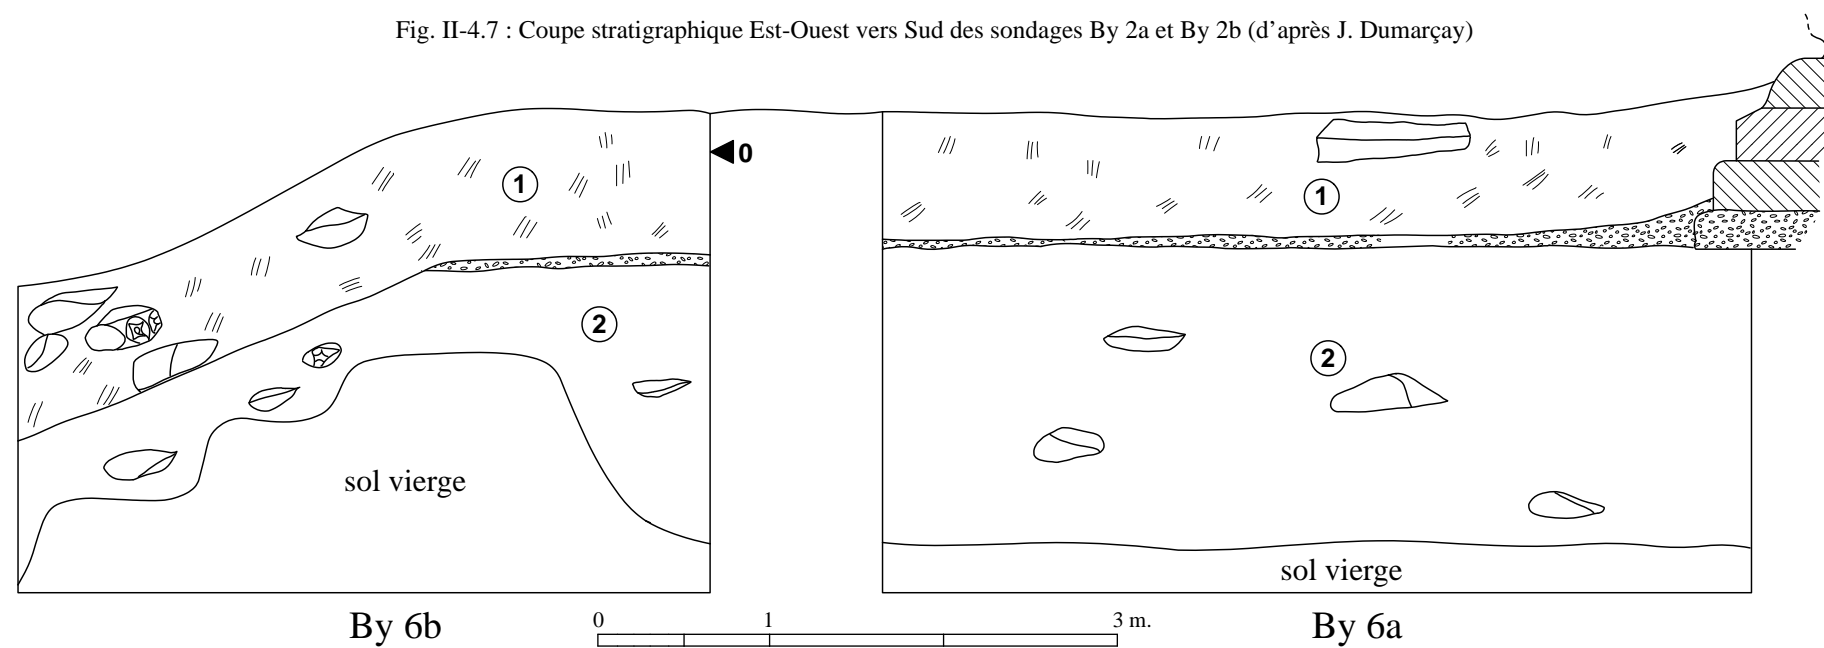 Fig. II-4.7 : Coupe stratigraphique Est-Ouest vers Sud des sondages By 2a et By 2b (d’après J. Dumarçay)
0
1
1
2
2
sol vierge
sol vierge
By 6b
0 1 3 m.
By 6a